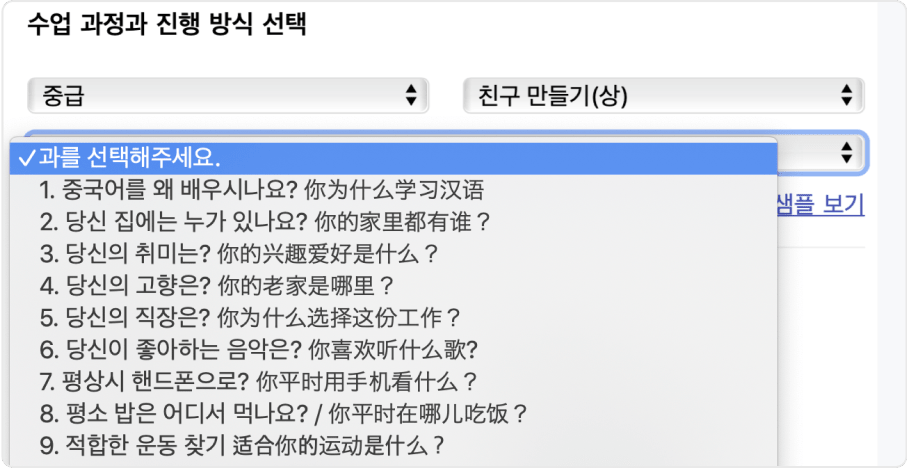 수업 과정과 진행 방식 선택
중급
친구 만들기(상)
✓과를 선택해주세요.
1. 중국어를 왜 배우시나요? 你为什么学习汉语
2. 당신 집에는 누가 있나요? 你的家里都有谁？
샘플 보기
3. 당신의 취미는? 你的兴趣爱好是什么？
4. 당신의 고향은? 你的老家是哪里？
5. 당신의 직장은? 你为什么选择这份工作？
6. 당신이 좋아하는 음악은? 你喜欢听什么歌?
7. 평상시 핸드폰으로? 你平时用手机看什么？
8. 평소 밥은 어디서 먹나요? / 你平时在哪儿吃饭？
9. 적합한 운동 찾기 适合你的运动是什么？